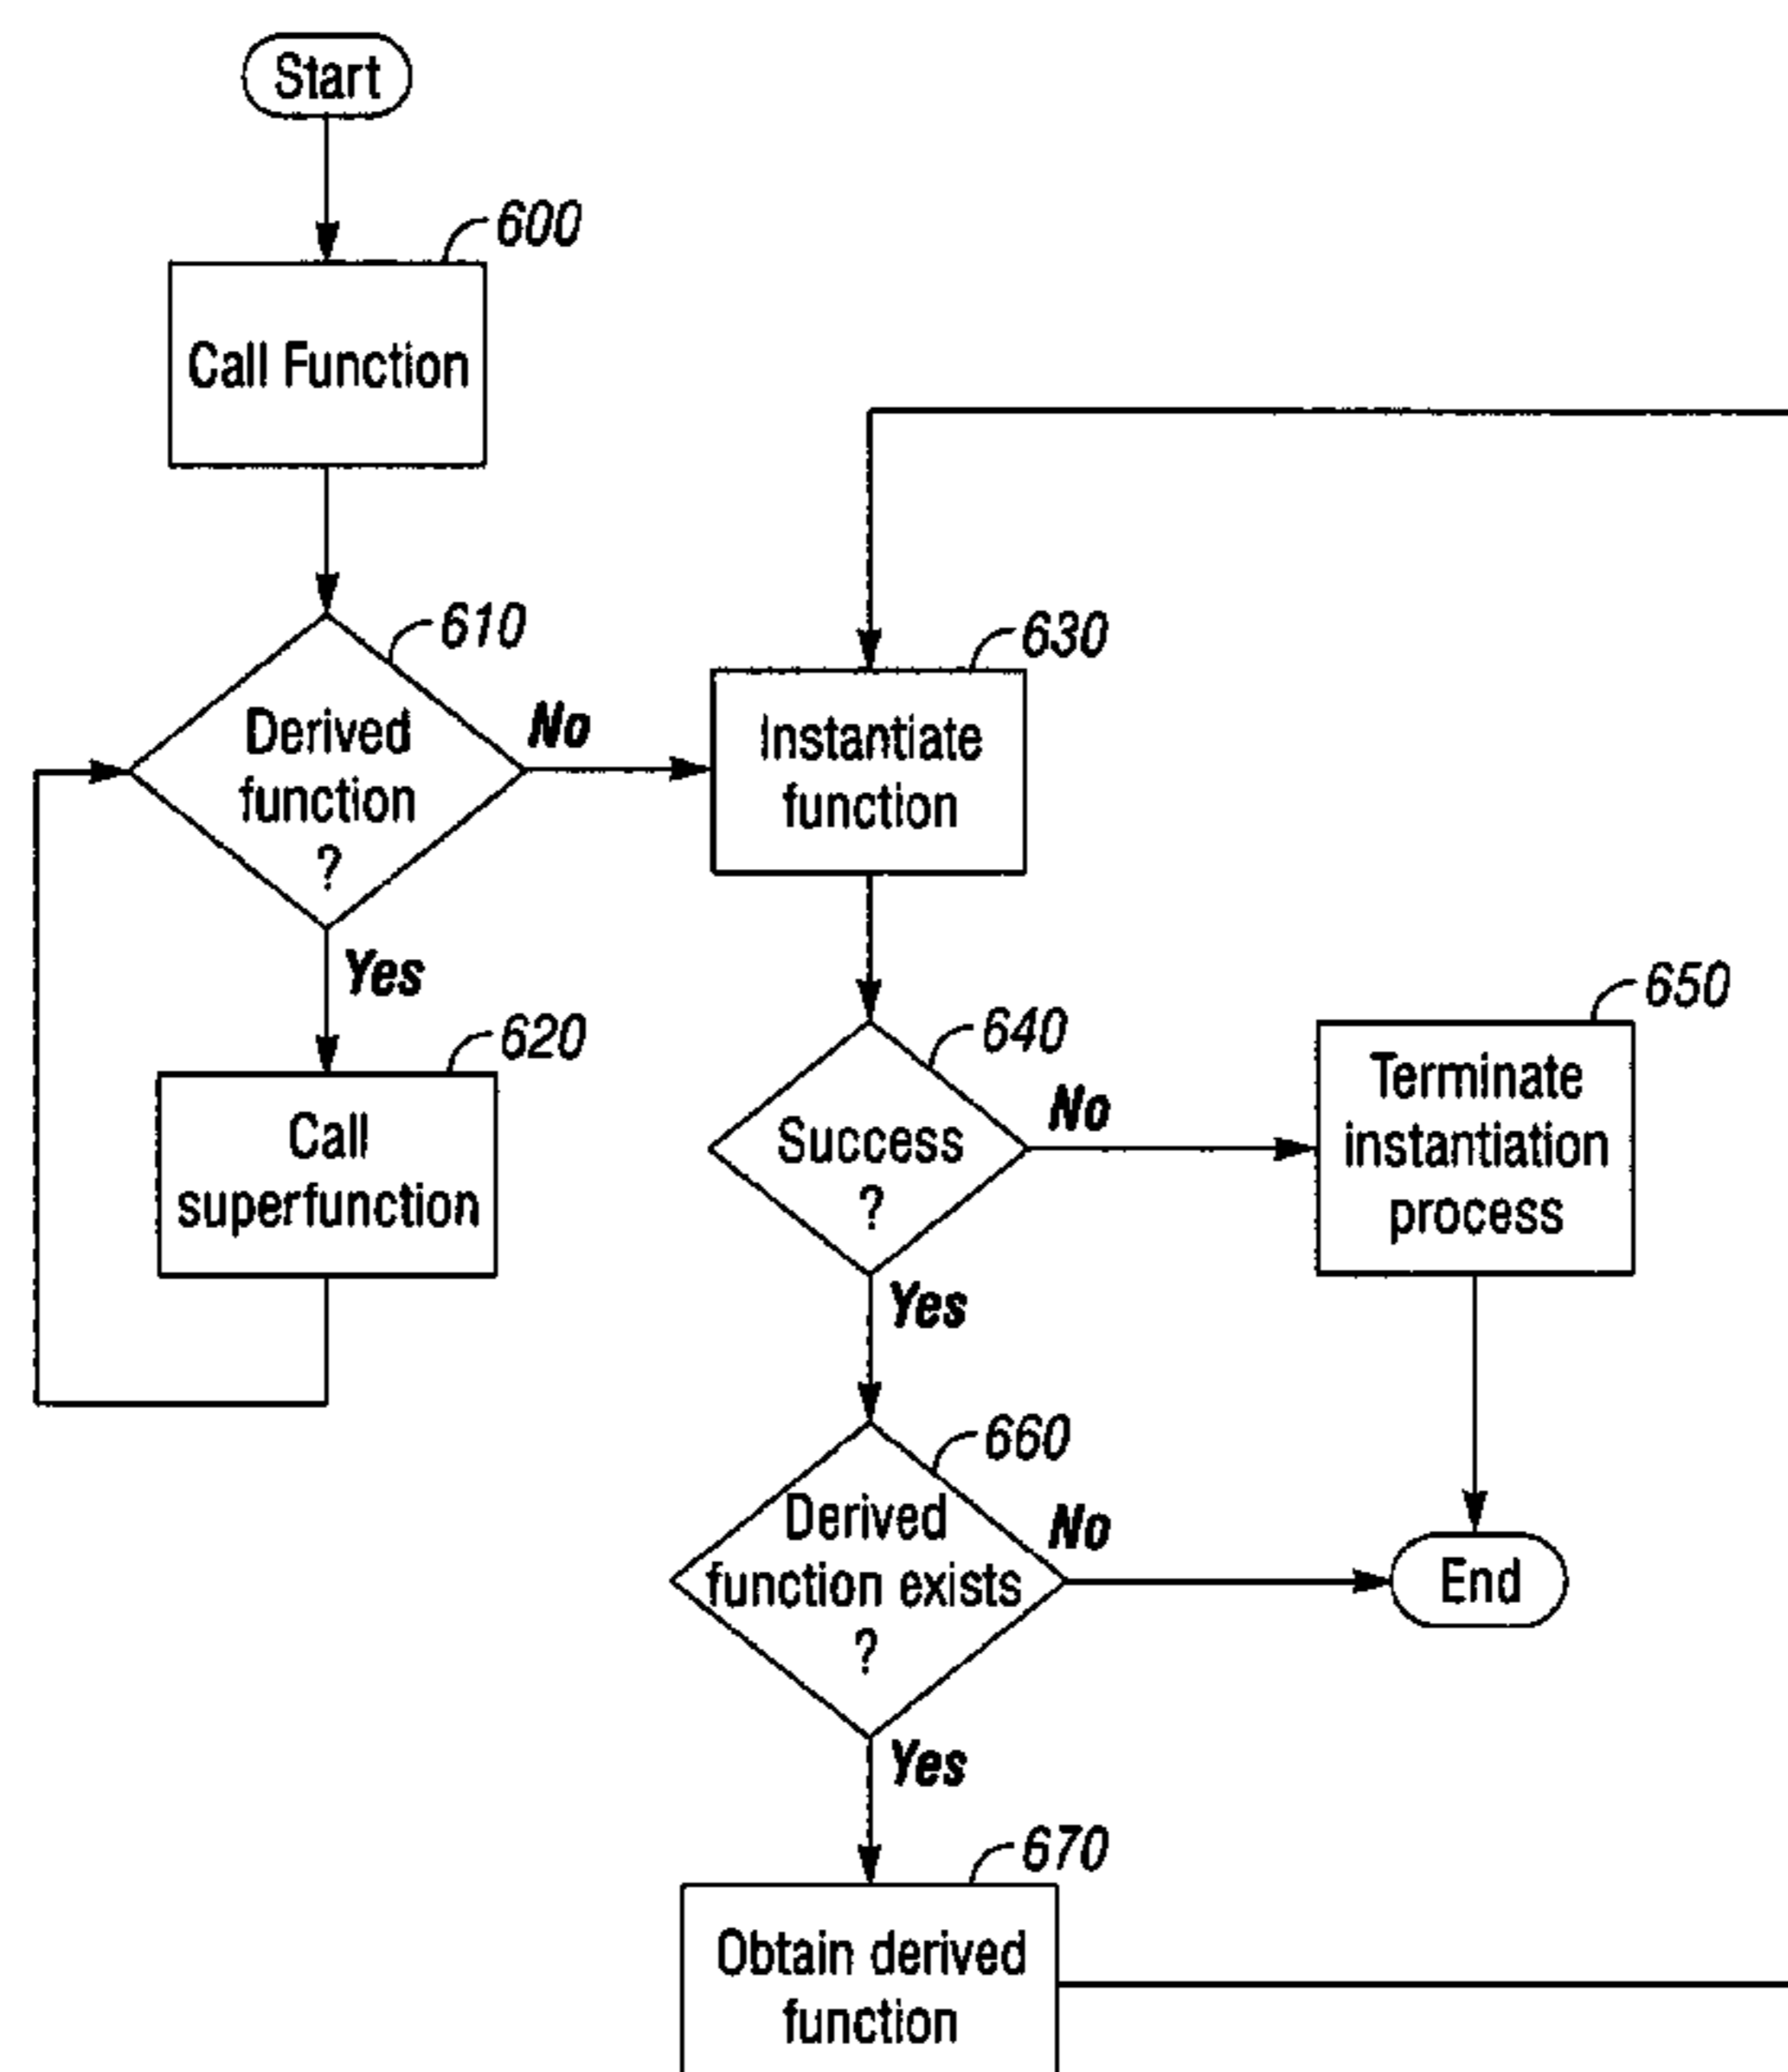 Start
600
Call Function
610
Derived
function
?
No
Yes
620
Call
superfunction
630
Instantiate
function
640
Success
?
No
Yes
650
Terminate
instantiation
process
660
Derived
function exists
?
No
End
Yes
670
Obtain derived
function